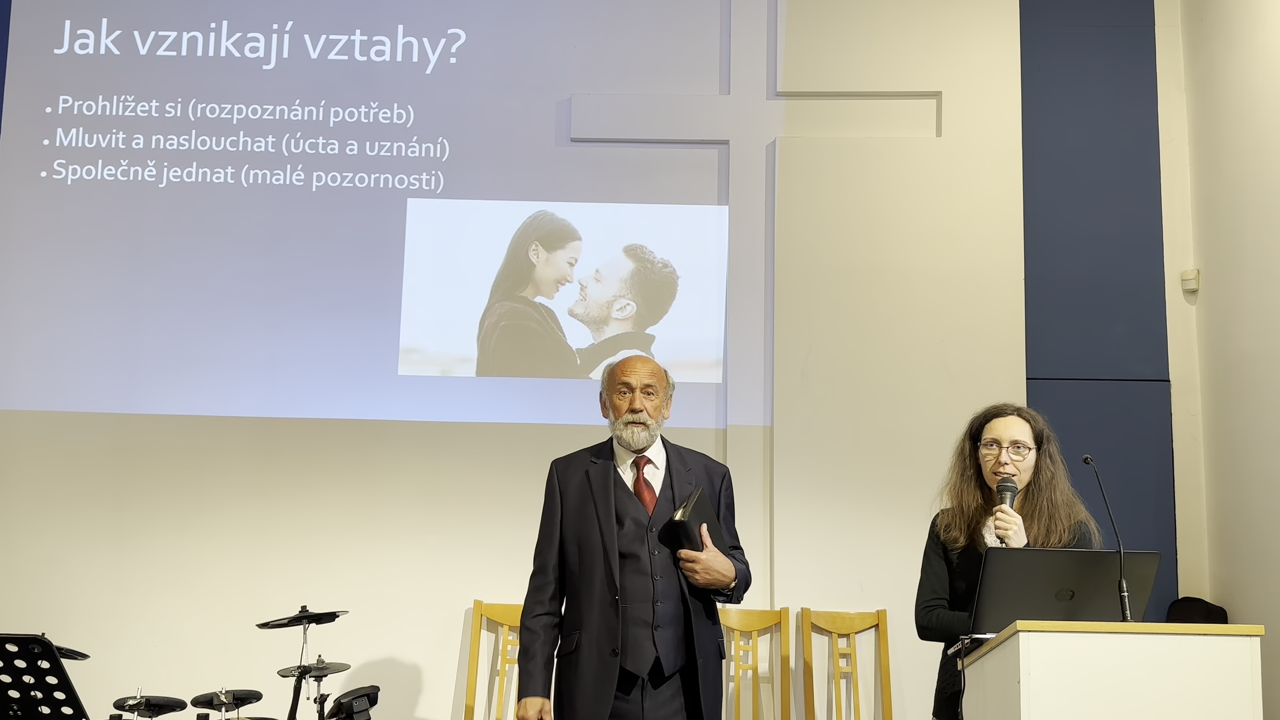 Jak vznikají vztahy?
• Prohlížet si (rozpoznání potřeb)
• Mluvit a naslouchat (úcta a uznání)
• Společně jednat (malé pozornosti)